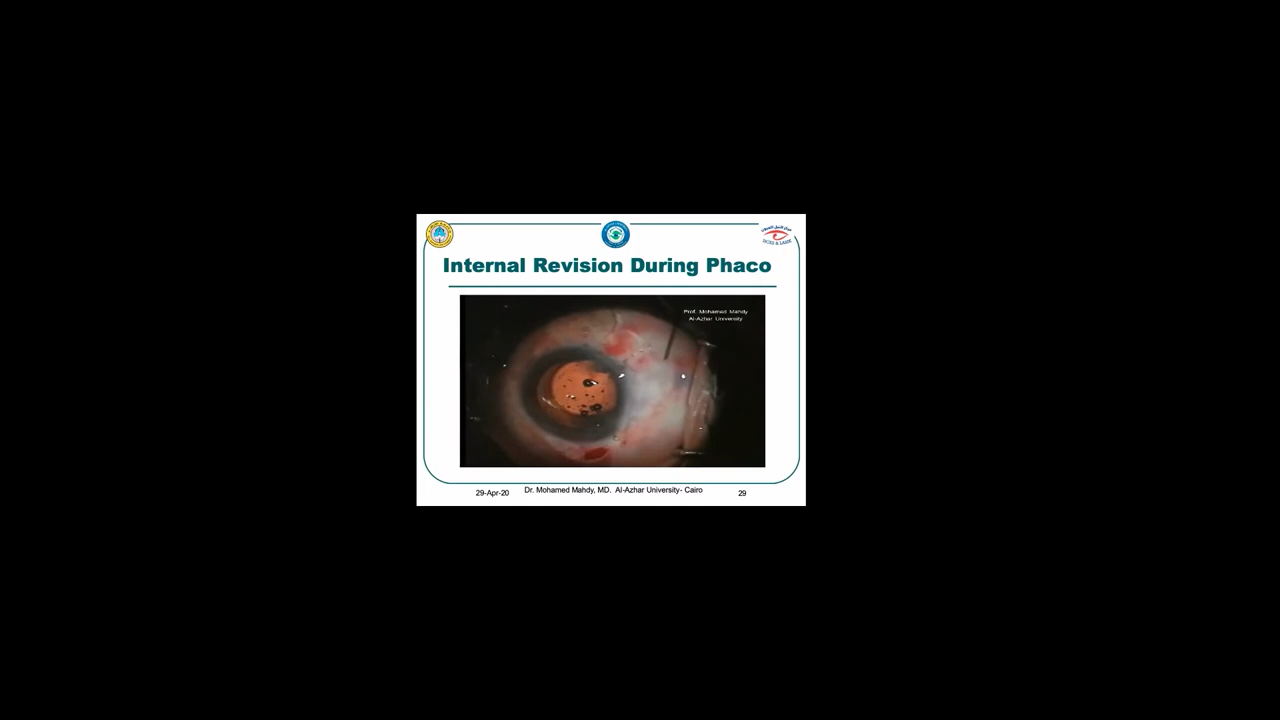 Internal Revision During Phaco
Prof. Mohamed Mahdy
Al-Azhar University
29-Apr-20
Dr. Mohamed Mahdy, MD. Al-Azhar University- Cairo
29